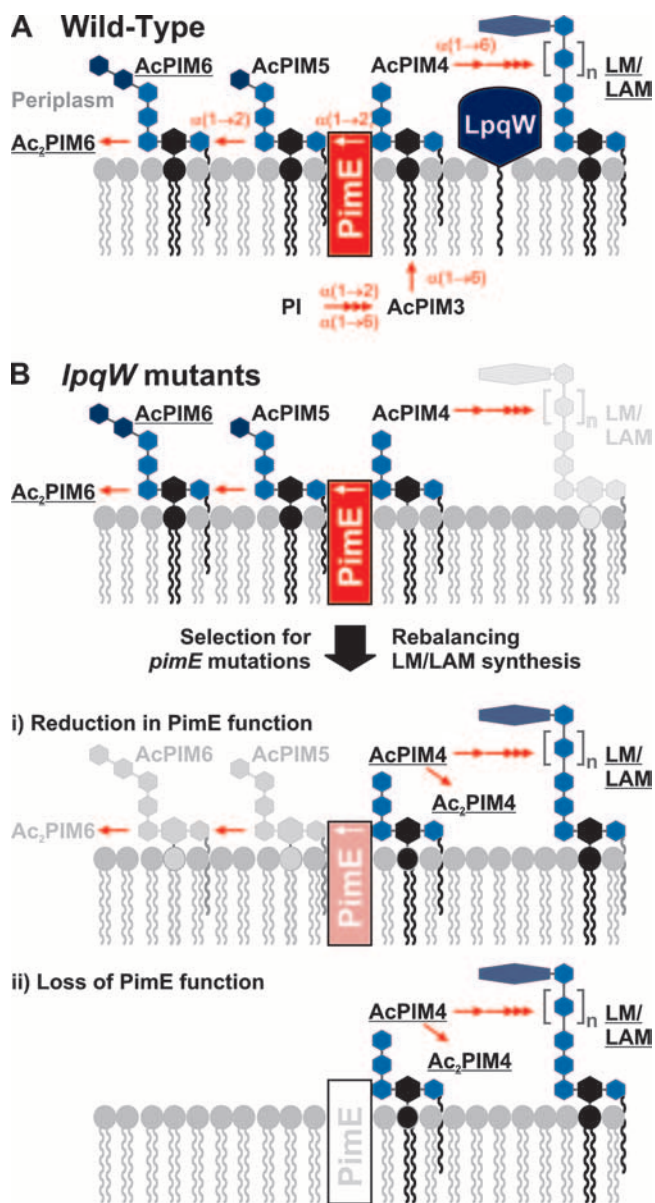 A Wild-Type
α(1→6)
AcPIM6 AcPIM5 AcPIM4 n LM/
LAM
Periplasm
α(1→2) α(1→2) LpqW
Ac₂PIM6
PimE
α(1→2) α(1→6)
PI AcPIM3
α(1→6)
B lpqW mutants
AcPIM6 AcPIM5 AcPIM4 n LM/
LAM
Ac₂PIM6
PimE
Selection for Rebalancing
pimE mutations LM/LAM synthesis
i) Reduction in PimE function
AcPIM6 AcPIM5 AcPIM4 n LM/
LAM
Ac₂PIM4
Ac₂PIM6
PimE
ii) Loss of PimE function
AcPIM4 n LM/
LAM
Ac₂PIM4
PimE